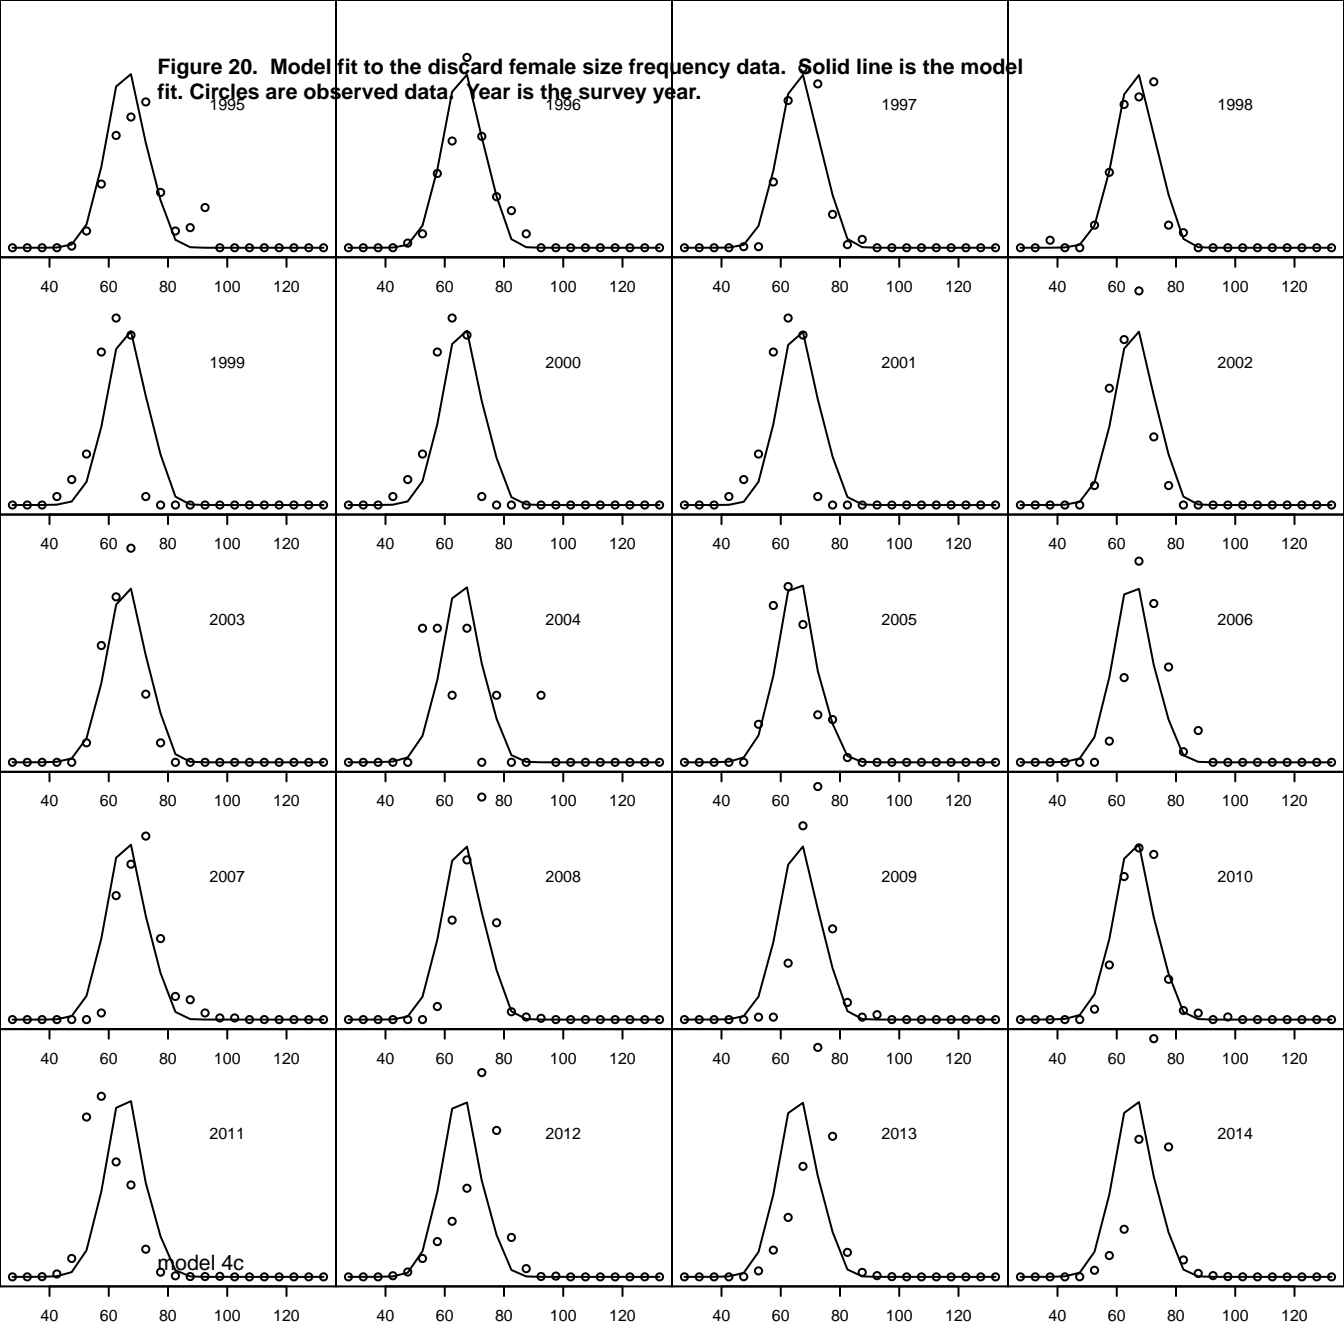 Figure 20.  Model fit to the discard female size frequency data.  Solid line is the model
fit. Circles are observed data.  Year is the survey year.
1995 1996 1997 1998
40 60 80 100 120 40 60 80 100 120 40 60 80 100 120 40 60 80 100 120
1999 2000 2001 2002
40 60 80 100 120 40 60 80 100 120 40 60 80 100 120 40 60 80 100 120
2003 2004 2005 2006
40 60 80 100 120 40 60 80 100 120 40 60 80 100 120 40 60 80 100 120
2007 2008 2009 2010
40 60 80 100 120 40 60 80 100 120 40 60 80 100 120 40 60 80 100 120
2011 2012 2013 2014
model 4c
40 60 80 100 120 40 60 80 100 120 40 60 80 100 120 40 60 80 100 120